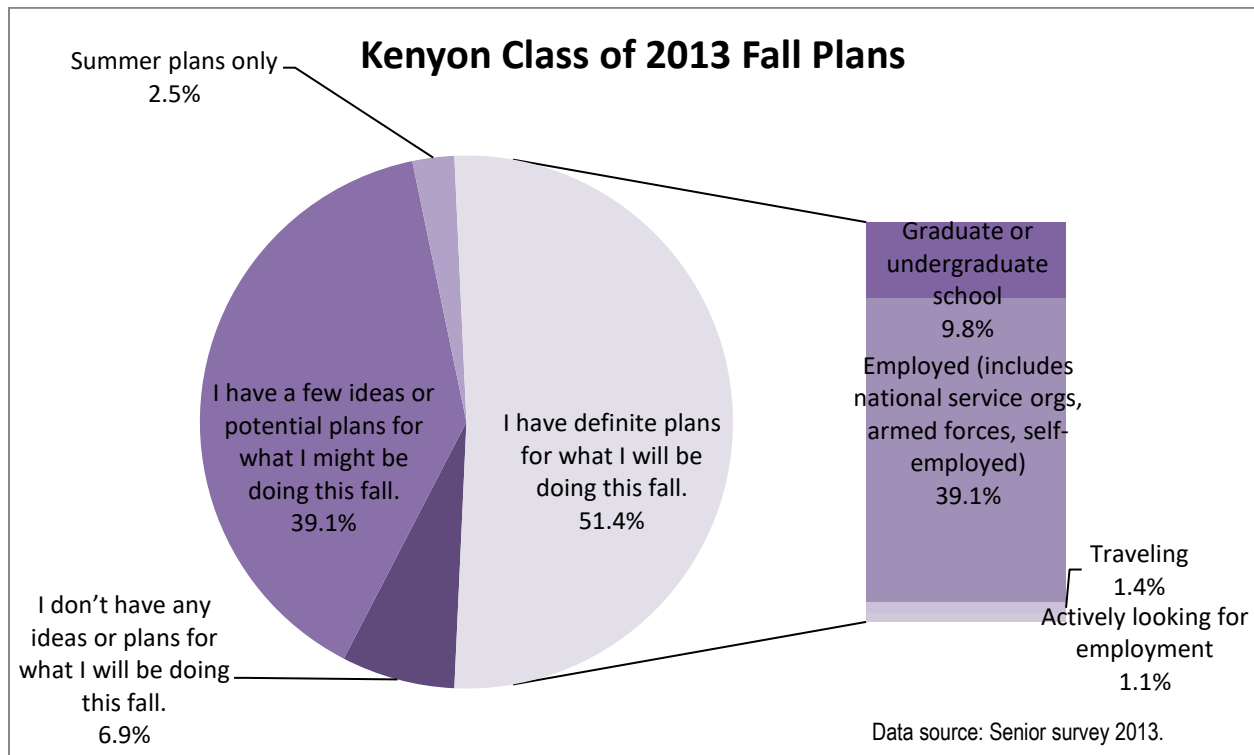 Kenyon Class of 2013 Fall Plans
Summer plans only
2.5%
I have a few ideas or
potential plans for
what I might be
doing this fall.
39.1%
I have definite plans
for what I will be
doing this fall.
51.4%
I don’t have any
ideas or plans for
what I will be doing
this fall.
6.9%
Graduate or
undergraduate
school
9.8%
Employed (includes
national service orgs,
armed forces, self-
employed)
39.1%
Traveling
1.4%
Actively looking for
employment
1.1%
Data source: Senior survey 2013.